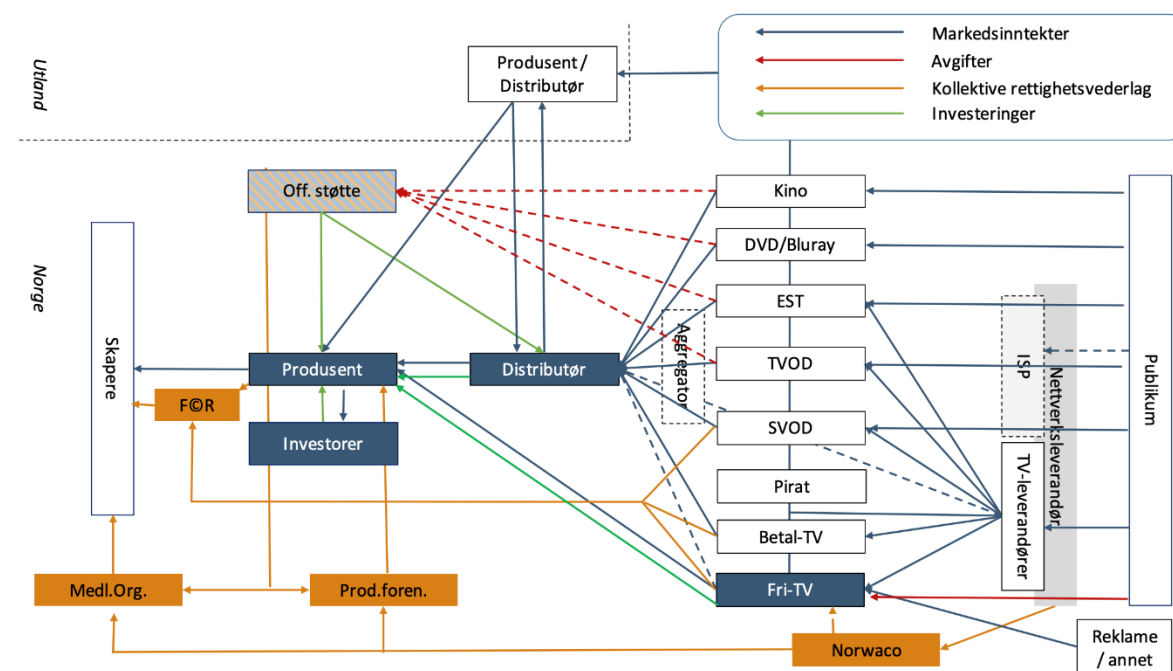 Utland
Produsent /
Distributør
Markedsinntekter
Avgifter
Kollektive rettighetsvederlag
Investeringer
Norge
Off. støtte
Kino
DVD/Bluray
EST
TVOD
SVOD
Pirat
Betal-TV
Fri-TV
Aggregator
ISP
Nettverksleverandør
TV-leverandører
Publikum
Skapere
Produsent
Distributør
F©R
Investorer
Medl.Org.
Prod.foren.
Norwaco
Reklame
/ annet